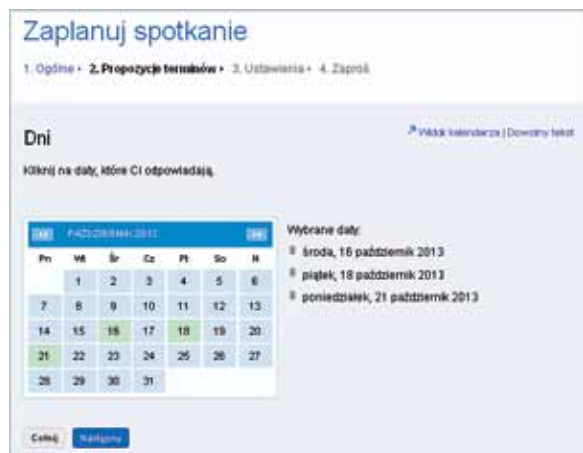 Zaplanuj spotkanie
1. Ogólne • 2. Propozycje terminów • 3. Ustawienia • 4. Zaproś
Dni
Widok kalendarza | Dowolny tekst
Kliknij na daty, które Ci odpowiadają.
PAŹDZIERNIK 2013
Wybrane daty:
Pn Wt Śr Cz Pt So N
środa, 16 październik 2013
1 2 3 4 5 6
piątek, 18 październik 2013
7 8 9 10 11 12 13
poniedziałek, 21 październik 2013
14 15 16 17 18 19 20
21 22 23 24 25 26 27
28 29 30 31
Cofnij Następny